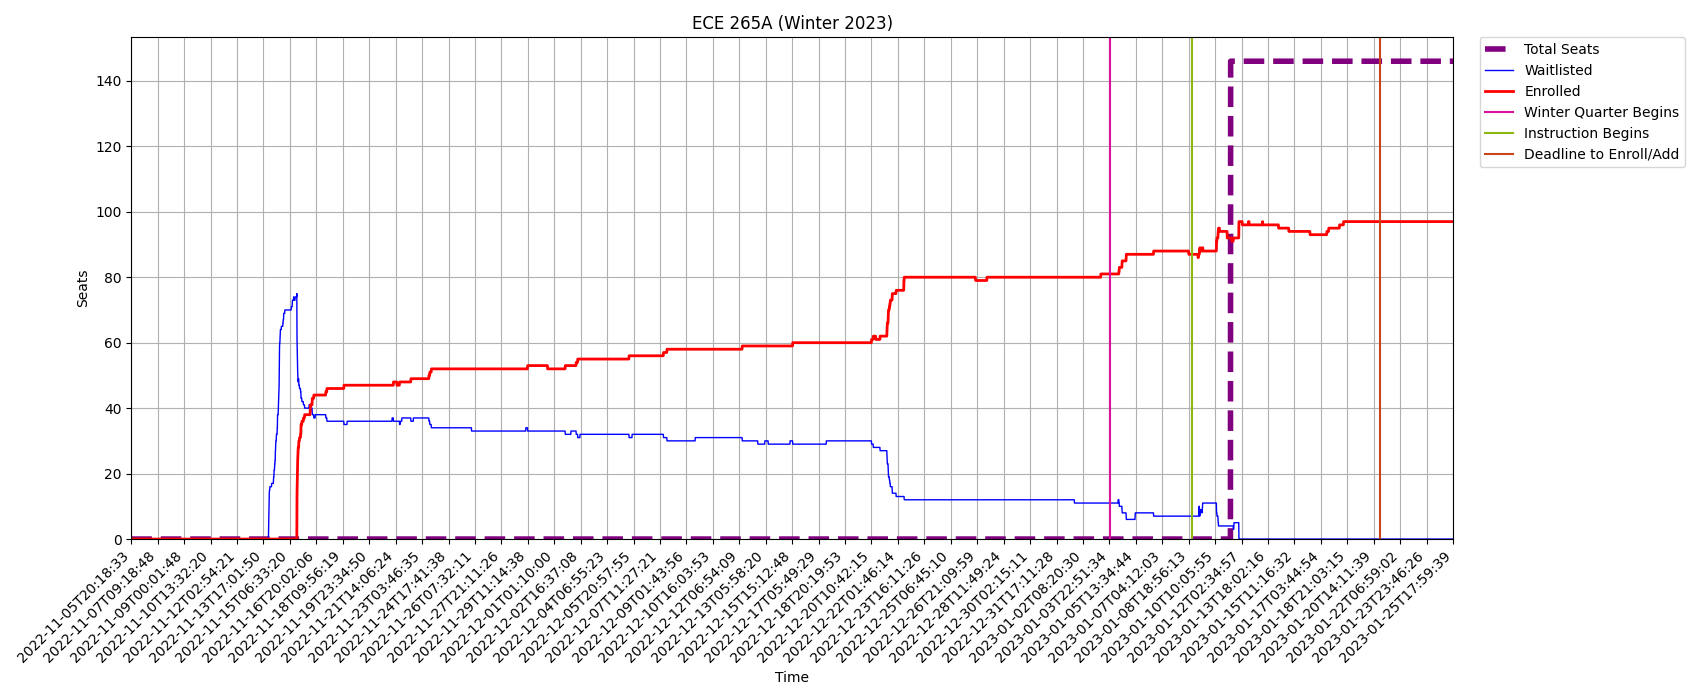 ECE 265A (Winter 2023)
Total Seats
Waitlisted
Enrolled
Winter Quarter Begins
Instruction Begins
Deadline to Enroll/Add
Seats
140
120
100
80
60
40
20
0
2022-11-05T20:18:33
2022-11-07T09:18:48
2022-11-09T00:01:48
2022-11-10T13:32:20
2022-11-12T02:54:21
2022-11-13T17:01:50
2022-11-15T06:33:20
2022-11-16T20:02:06
2022-11-18T09:56:19
2022-11-19T23:34:50
2022-11-21T14:06:24
2022-11-23T03:46:35
2022-11-24T17:41:38
2022-11-26T07:32:11
2022-11-27T21:11:26
2022-11-29T11:14:38
2022-12-01T01:10:00
2022-12-02T16:37:08
2022-12-04T06:55:23
2022-12-05T20:57:55
2022-12-07T11:27:21
2022-12-09T01:43:56
2022-12-10T16:03:53
2022-12-12T06:54:09
2022-12-13T05:58:20
2022-12-15T15:12:48
2022-12-17T05:49:29
2022-12-18T20:19:53
2022-12-20T10:42:15
2022-12-22T01:46:14
2022-12-23T16:11:26
2022-12-25T06:45:10
2022-12-26T21:09:59
2022-12-28T11:49:24
2022-12-30T02:15:11
2022-12-31T17:11:28
2023-01-02T08:20:30
2023-01-03T22:51:34
2023-01-05T13:34:44
2023-01-07T04:12:03
2023-01-08T18:56:13
2023-01-10T10:05:55
2023-01-12T02:34:57
2023-01-13T18:02:16
2023-01-15T11:16:32
2023-01-17T03:44:54
2023-01-18T21:03:15
2023-01-20T14:11:39
2023-01-22T06:59:02
2023-01-23T23:46:26
2023-01-25T17:59:39
Time